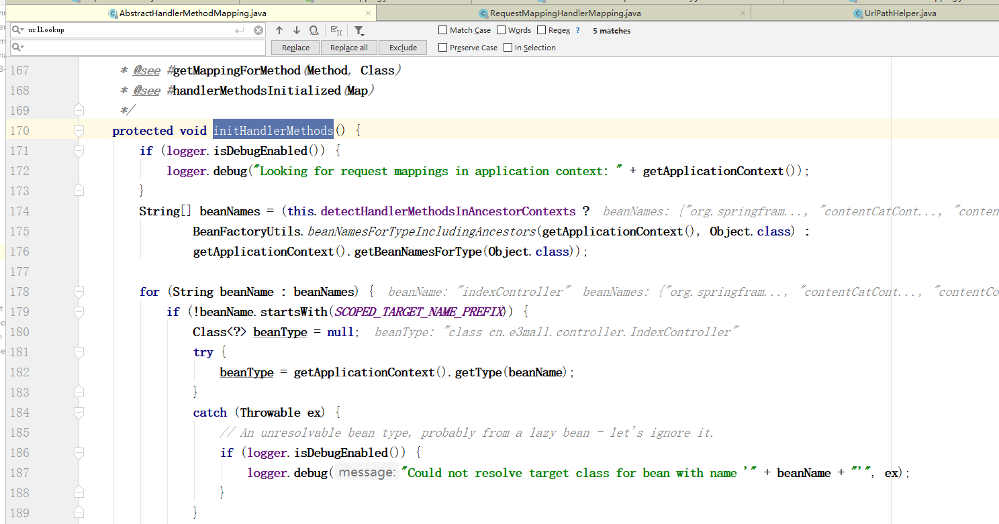 AbstractHandlerMethodMapping.java
RequestMappingHandlerMapping.java
UrlPathHelper.java
urlLookup
Match Case Words Regex ? 5 matches
Replace Replace all Exclude Preserve Case In Selection
167 * @see #getMappingForMethod(Method, Class)
168 * @see #handlerMethodsInitialized(Map)
169 */
170 protected void initHandlerMethods() {
171 if (logger.isDebugEnabled()) {
172 logger.debug("Looking for request mappings in application context: " + getApplicationContext());
173 }
174 String[] beanNames = (this.detectHandlerMethodsInAncestorContexts ? beanNames: {"org.springfram..., "contentCatCont..., "conten
175 BeanFactoryUtils.beanNamesForTypeIncludingAncestors(getApplicationContext(), Object.class) :
176 getApplicationContext().getBeanNamesForType(Object.class));
177
178 for (String beanName : beanNames) { beanName: "indexController" beanNames: {"org.springfram..., "contentCatCont..., "contentCo
179 if (!beanName.startsWith(SCOPED_TARGET_NAME_PREFIX)) {
180 Class<?> beanType = null; beanType: "class cn.e3mall.controller.IndexController"
181 try {
182 beanType = getApplicationContext().getType(beanName);
183 }
184 catch (Throwable ex) {
185 // An unresolvable bean type, probably from a lazy bean - let's ignore it.
186 if (logger.isDebugEnabled()) {
187 logger.debug( message: "Could not resolve target class for bean with name '" + beanName + "'", ex);
188 }
189 }